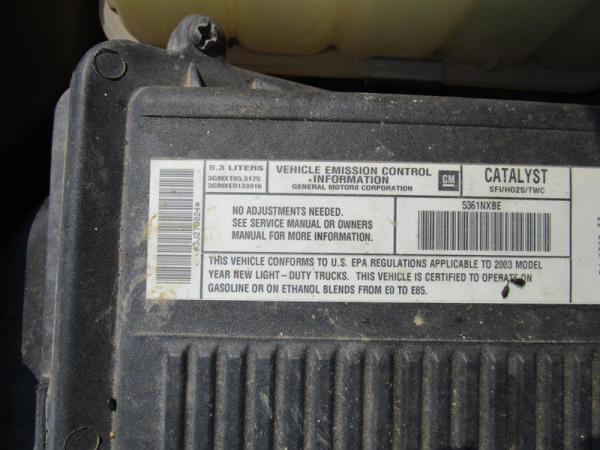 5.3 LITERS
3GMXT05.3175
3GMXE0133916
VEHICLE EMISSION CONTROL
INFORMATION
GENERAL MOTORS CORPORATION
GM
CATALYST
SFI/HO2S/TWC
NO ADJUSTMENTS NEEDED.
SEE SERVICE MANUAL OR OWNERS
MANUAL FOR MORE INFORMATION.
5361NXBE
THIS VEHICLE CONFORMS TO U.S. EPA REGULATIONS APPLICABLE TO 2003 MODEL
YEAR NEW LIGHT-DUTY TRUCKS. THIS VEHICLE IS CERTIFIED TO OPERATE ON
GASOLINE OR ON ETHANOL BLENDS FROM E0 TO E85.